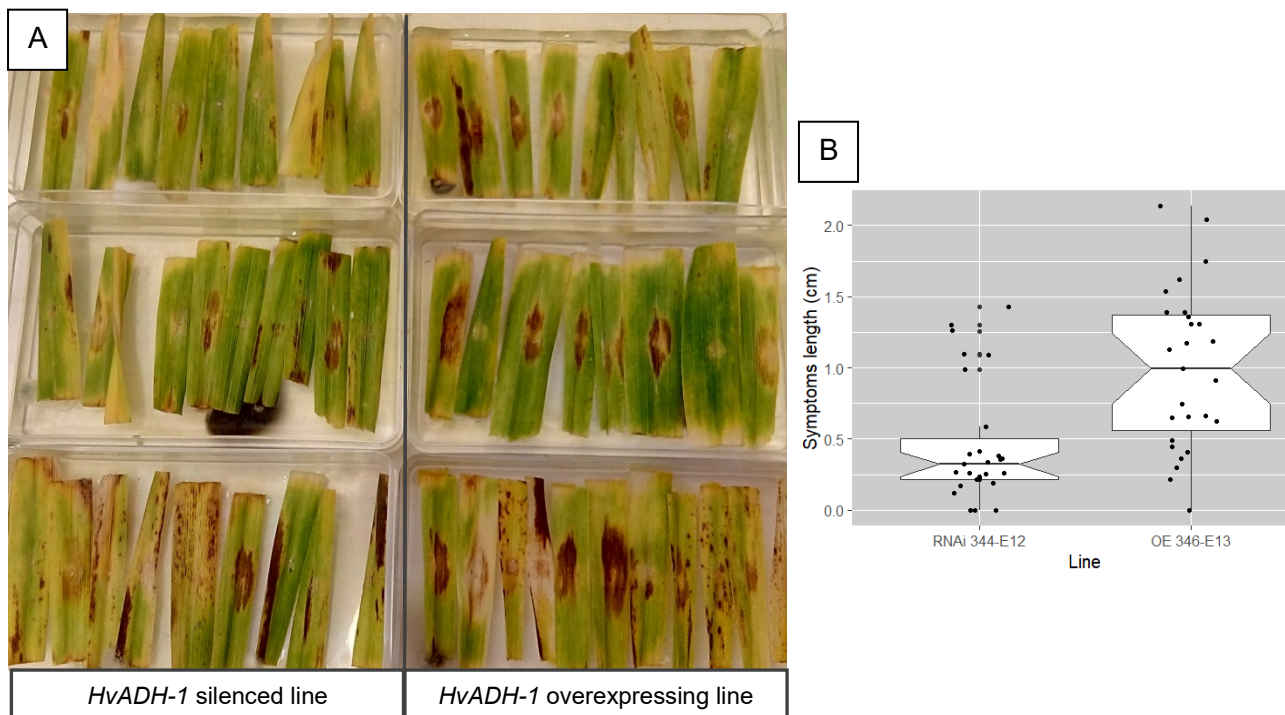 A
HvADH-1 silenced line
HvADH-1 overexpressing line
B
Symptoms length (cm)
2.0
1.5
1.0
0.5
0.0
RNAi 344-E12
OE 346-E13
Line